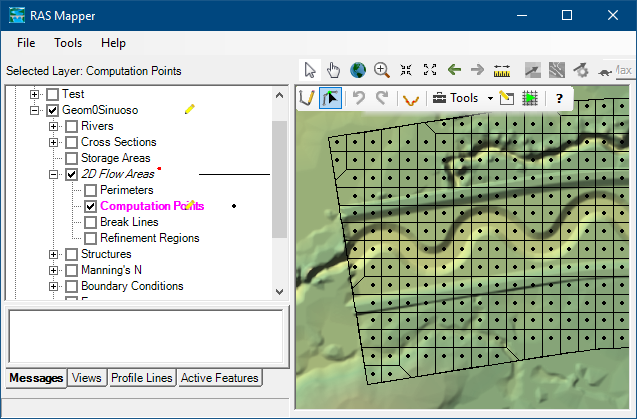 RAS Mapper
File Tools Help
Selected Layer: Computation Points
Max
Tools ?
Test
Geom0Sinuoso
Rivers
Cross Sections
Storage Areas
2D Flow Areas
Perimeters
Computation Points
Break Lines
Refinement Regions
Structures
Manning's N
Boundary Conditions
Messages Views Profile Lines Active Features